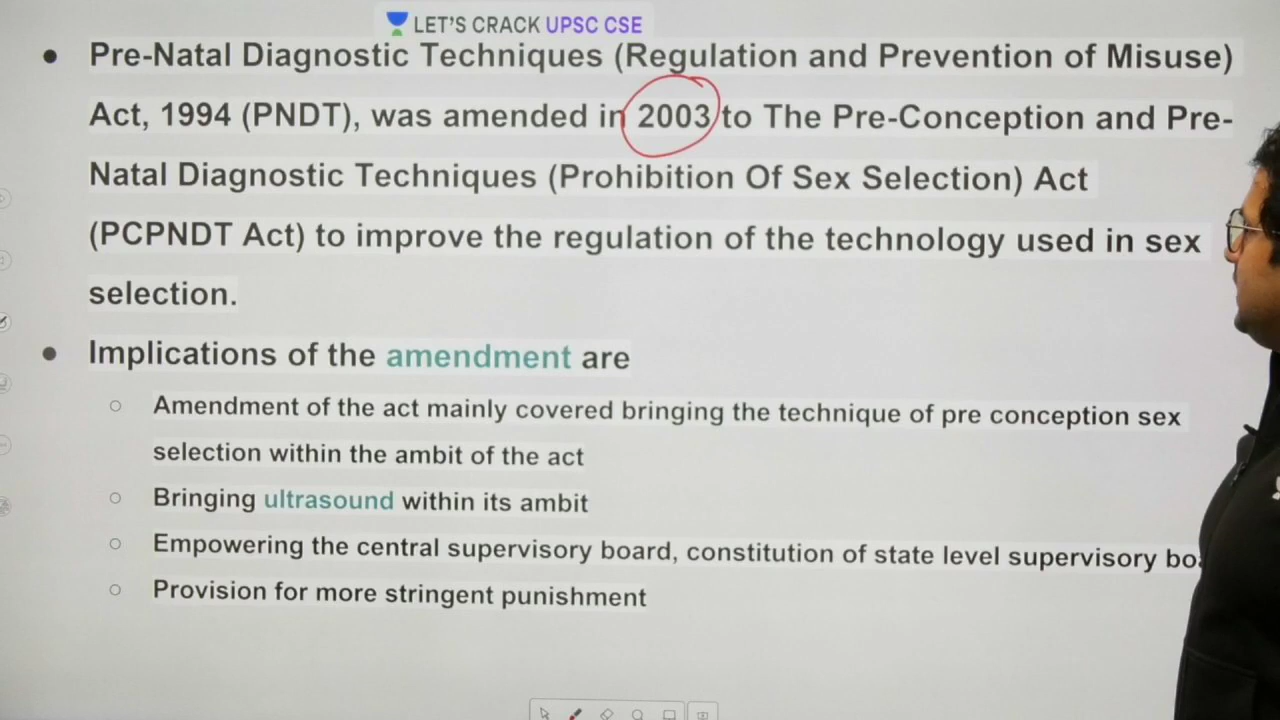 LET'S CRACK UPSC CSE
Pre-Natal Diagnostic Techniques (Regulation and Prevention of Misuse)
Act, 1994 (PNDT), was amended in 2003 to The Pre-Conception and Pre-
Natal Diagnostic Techniques (Prohibition Of Sex Selection) Act
(PCPNDT Act) to improve the regulation of the technology used in sex
selection.
Implications of the amendment are
Amendment of the act mainly covered bringing the technique of pre conception sex
selection within the ambit of the act
Bringing ultrasound within its ambit
Empowering the central supervisory board, constitution of state level supervisory
Provision for more stringent punishment